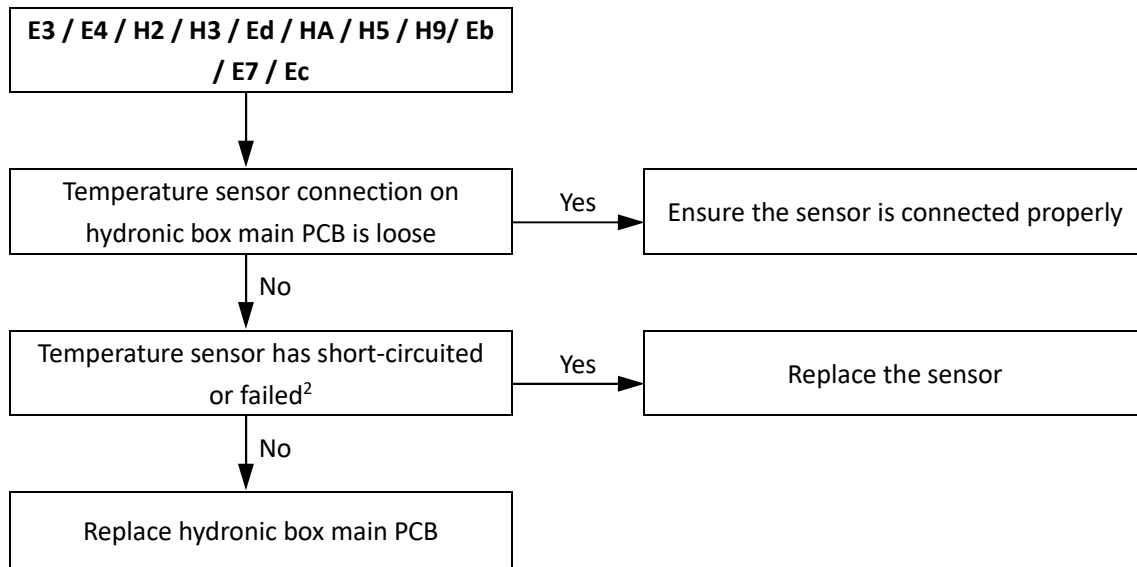 E3 / E4 / H2 / H3 / Ed / HA / H5 / H9/ Eb
/ E7 / Ec
Temperature sensor connection on
hydronic box main PCB is loose
Yes
Ensure the sensor is connected properly
No
Temperature sensor has short-circuited
or failed²
Yes
Replace the sensor
No
Replace hydronic box main PCB